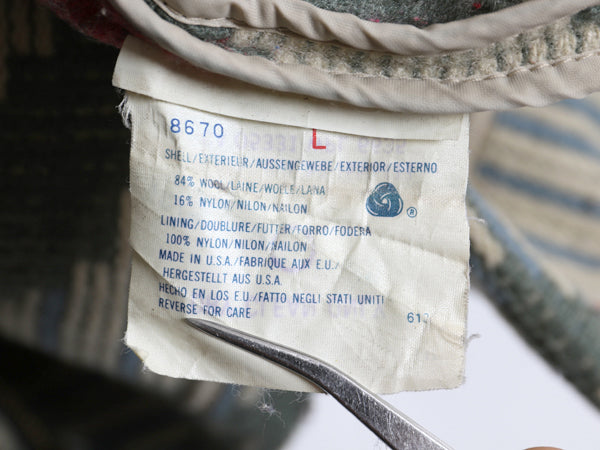 8670 L
SHELL/EXTERIEUR/AUSSENGEWEBE/EXTERIOR/ESTERNO
84% WOOL/LAINE/WOLLE/LANA
16% NYLON/NILON/NAILON
LINING/DOUBLURE/FUTTER/FORRO/FODERA
100% NYLON/NILON/NAILON
MADE IN U.S.A./FABRIQUE AUX E.U./
HERGESTELLT AUS U.S.A.
HECHO EN LOS E.U./FATTO NEGLI STATI UNITI
REVERSE FOR CARE